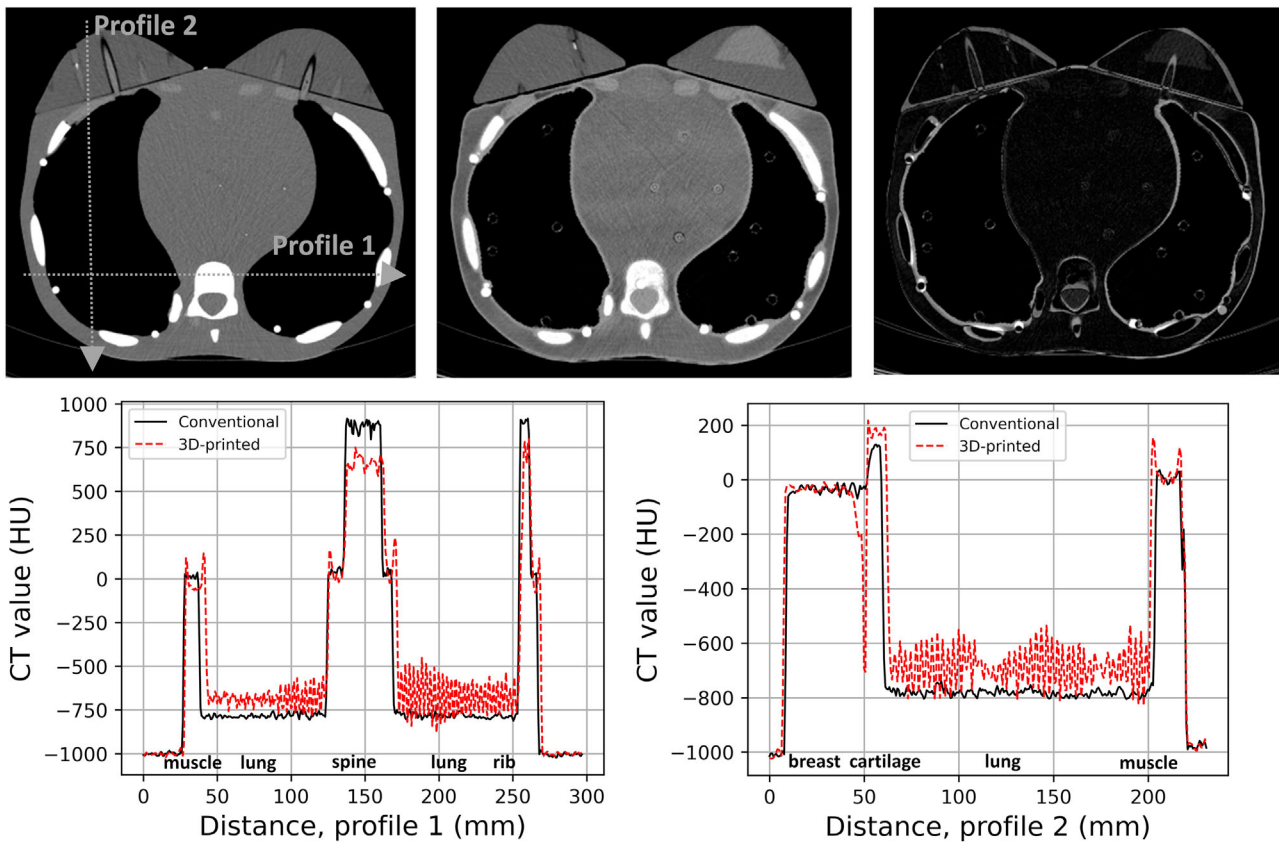 Profile 2
Profile 1
1000
750
500
250
0
−250
−500
−750
−1000
CT value (HU)
Conventional
3D-printed
muscle lung spine lung rib
0 50 100 150 200 250 300
Distance, profile 1 (mm)
200
0
−200
−400
−600
−800
−1000
CT value (HU)
Conventional
3D-printed
breast cartilage lung muscle
0 50 100 150 200
Distance, profile 2 (mm)